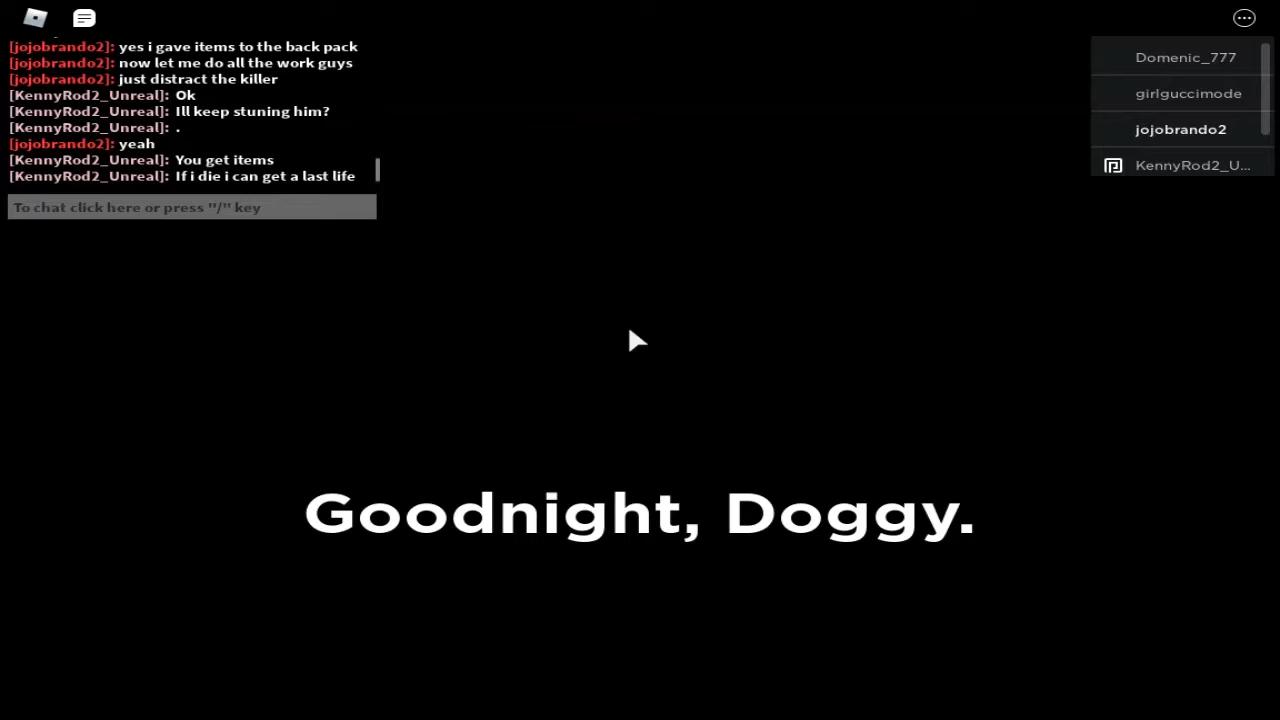 [jojobrando2]: yes i gave items to the back pack
[jojobrando2]: now let me do all the work guys
[jojobrando2]: just distract the killer
[KennyRod2_Unreal]: Ok
[KennyRod2_Unreal]: Ill keep stuning him?
[KennyRod2_Unreal]: .
[jojobrando2]: yeah
[KennyRod2_Unreal]: You get items
[KennyRod2_Unreal]: If i die i can get a last life
To chat click here or press "/" key
Domenic_777
girlguccimode
jojobrando2
KennyRod2_U...
Goodnight, Doggy.